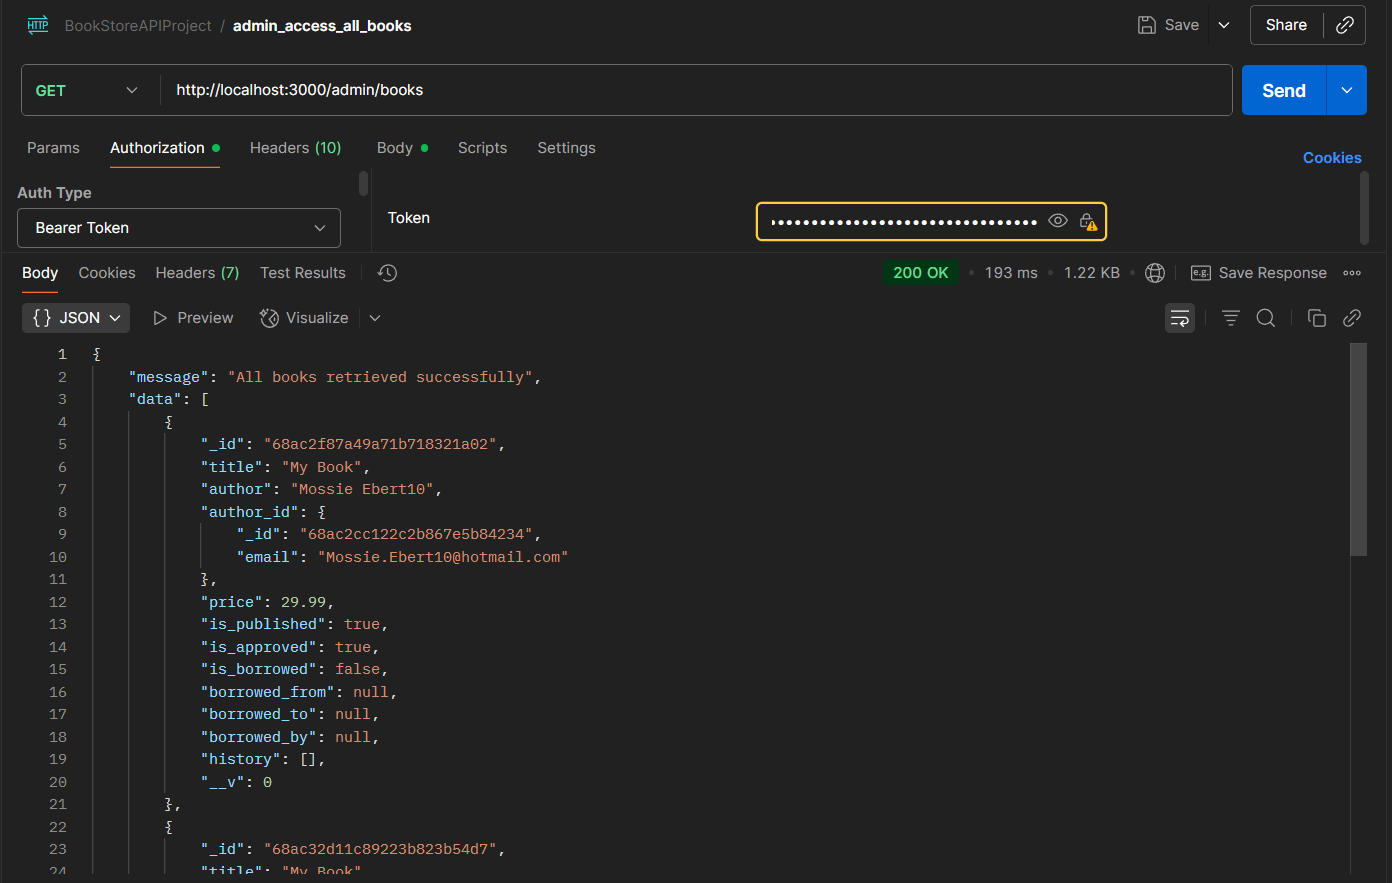 HTTP BookStoreAPIProject / admin_access_all_books Save Share
GET http://localhost:3000/admin/books Send
Params Authorization Headers (10) Body Scripts Settings Cookies
Auth Type
Bearer Token
Token
Body Cookies Headers (7) Test Results 200 OK 193 ms 1.22 KB e.g. Save Response
{} JSON Preview Visualize
1 {
2 "message": "All books retrieved successfully",
3 "data": [
4 {
5 "_id": "68ac2f87a49a71b718321a02",
6 "title": "My Book",
7 "author": "Mossie Ebert10",
8 "author_id": {
9 "_id": "68ac2cc122c2b867e5b84234",
10 "email": "Mossie.Ebert10@hotmail.com"
11 },
12 "price": 29.99,
13 "is_published": true,
14 "is_approved": true,
15 "is_borrowed": false,
16 "borrowed_from": null,
17 "borrowed_to": null,
18 "borrowed_by": null,
19 "history": [],
20 "__v": 0
21 },
22 {
23 "_id": "68ac32d11c89223b823b54d7",
24 "title": "My Book"